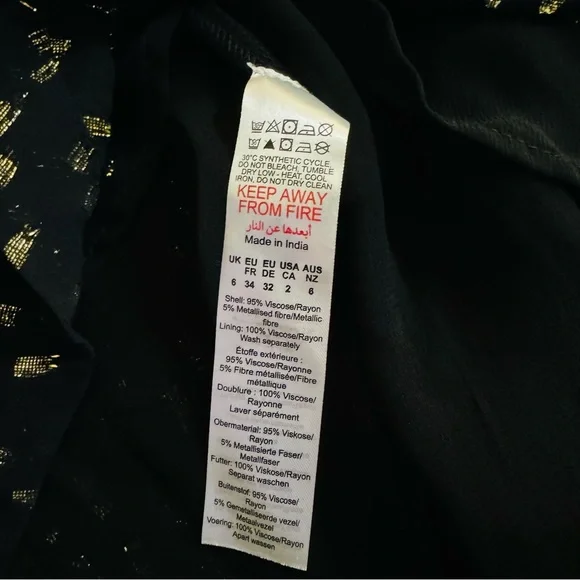 30°C SYNTHETIC CYCLE,
DO NOT BLEACH, TUMBLE
DRY LOW - HEAT, COOL
IRON, DO NOT DRY CLEAN
KEEP AWAY
FROM FIRE
أبعدها عن النار
Made in India
UK EU EU USA AUS
FR DE CA NZ
6 34 32 2 6
Shell: 95% Viscose/Rayon
5% Metallised fibre/Metallic
fibre
Lining: 100% Viscose/Rayon
Wash separately
Étoffe extérieure :
95% Viscose/Rayonne
5% Fibre métallisée/Fibre
métallique
Doublure : 100% Viscose/
Rayonne
Laver séparément
Obermaterial: 95% Viskose/
Rayon
5% Metallisierte Faser/
Metallfaser
Futter: 100% Viskose/Rayon
Separat waschen
Buitenstof: 95% Viscose/
Rayon
5% Gemetalliseerde vezel/
Metaalvezel
Voering: 100% Viscose/Rayon
Apart wassen